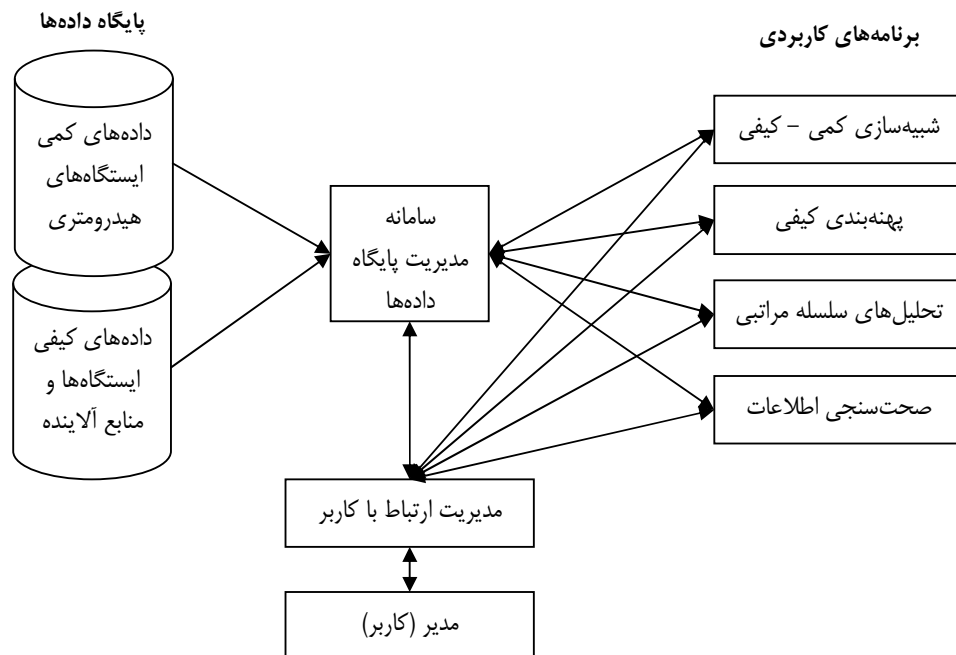 پایگاه داده‌ها
برنامه‌های کاربردی
داده‌های کمی
ایستگاه‌های
هیدرومتری
داده‌های کیفی
ایستگاه‌ها و
منابع آلاینده
سامانه
مدیریت پایگاه
داده‌ها
شبیه‌سازی کمی – کیفی
پهنه‌بندی کیفی
تحلیل‌های سلسله مراتبی
صحت‌سنجی اطلاعات
مدیریت ارتباط با کاربر
مدیر (کاربر)